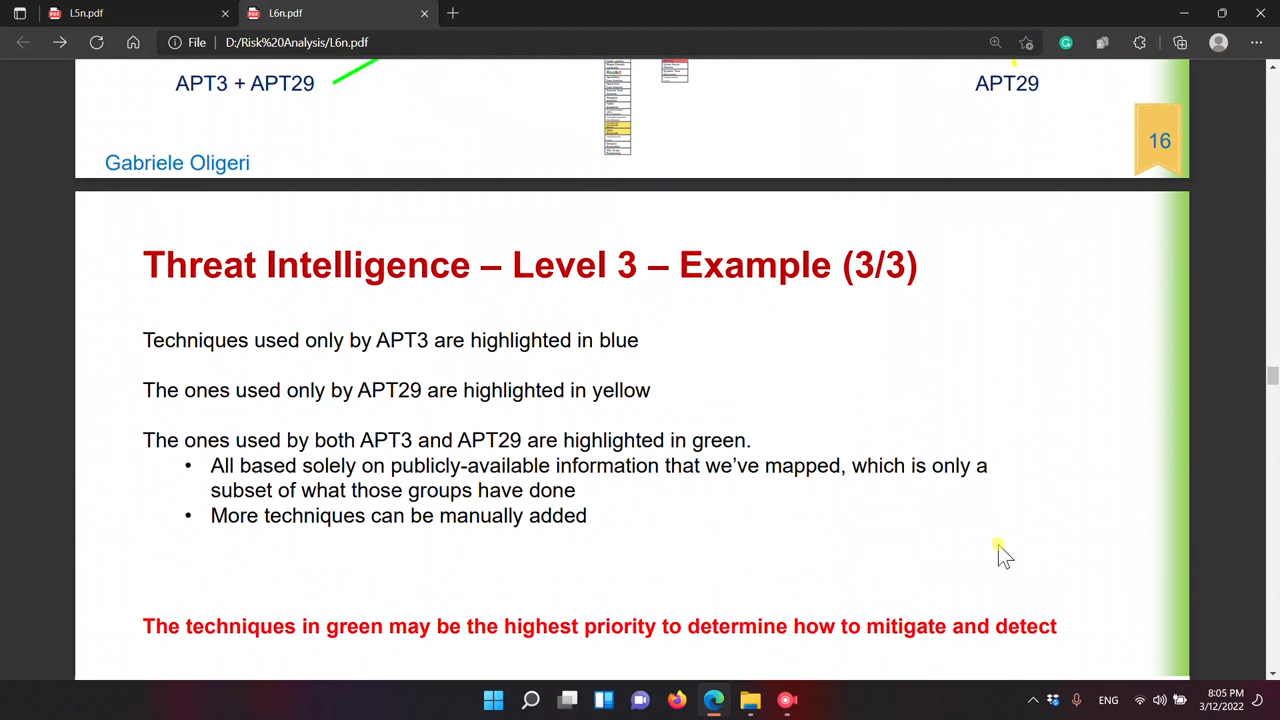 L5n.pdf
L6n.pdf
File
D:/Risk%20Analysis/L6n.pdf
APT3 + APT29
Rootkit
APT29
16
Gabriele Oligeri
Threat Intelligence – Level 3 – Example (3/3)
Techniques used only by APT3 are highlighted in blue
The ones used only by APT29 are highlighted in yellow
The ones used by both APT3 and APT29 are highlighted in green.
• All based solely on publicly-available information that we've mapped, which is only a
subset of what those groups have done
• More techniques can be manually added
The techniques in green may be the highest priority to determine how to mitigate and detect
ENG
8:05 PM
3/12/2022